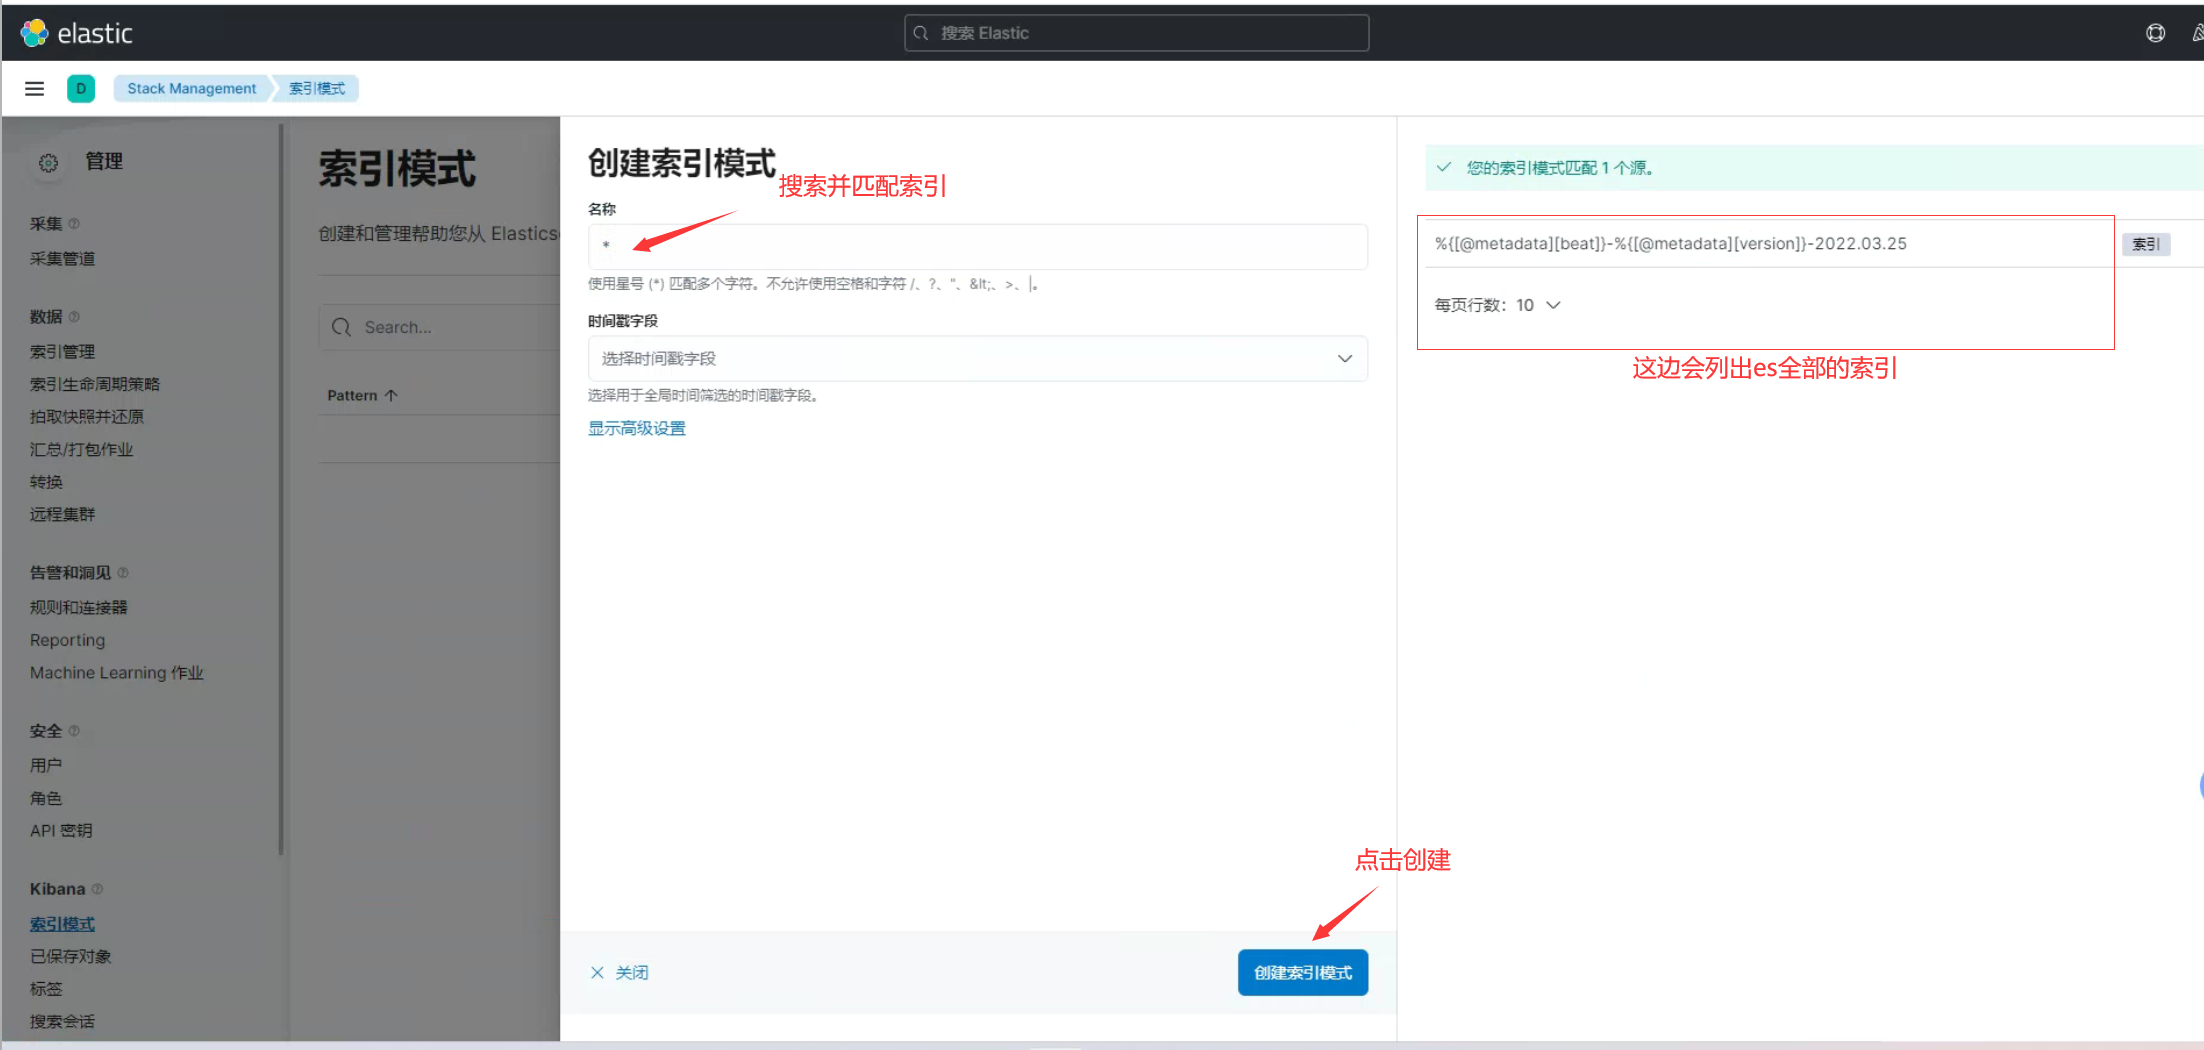 elastic
搜索 Elastic
D
Stack Management
索引模式
管理
采集
采集管道
数据
索引管理
索引生命周期策略
拍取快照并还原
汇总/打包作业
转换
远程集群
告警和洞见
规则和连接器
Reporting
Machine Learning 作业
安全
用户
角色
API 密钥
Kibana
索引模式
已保存对象
标签
搜索会话
索引模式
创建和管理帮助您从 Elastics
Search...
Pattern
创建索引模式
搜索并匹配索引
名称
*
使用星号 (*) 匹配多个字符。不允许使用空格和字符 /、?、"、&lt;、>、|。
时间戳字段
选择时间戳字段
选择用于全局时间筛选的时间戳字段。
显示高级设置
点击创建
关闭
创建索引模式
您的索引模式匹配 1 个源。
%{[@metadata][beat]}-%{[@metadata][version]}-2022.03.25
索引
每页行数：10
这边会列出es全部的索引